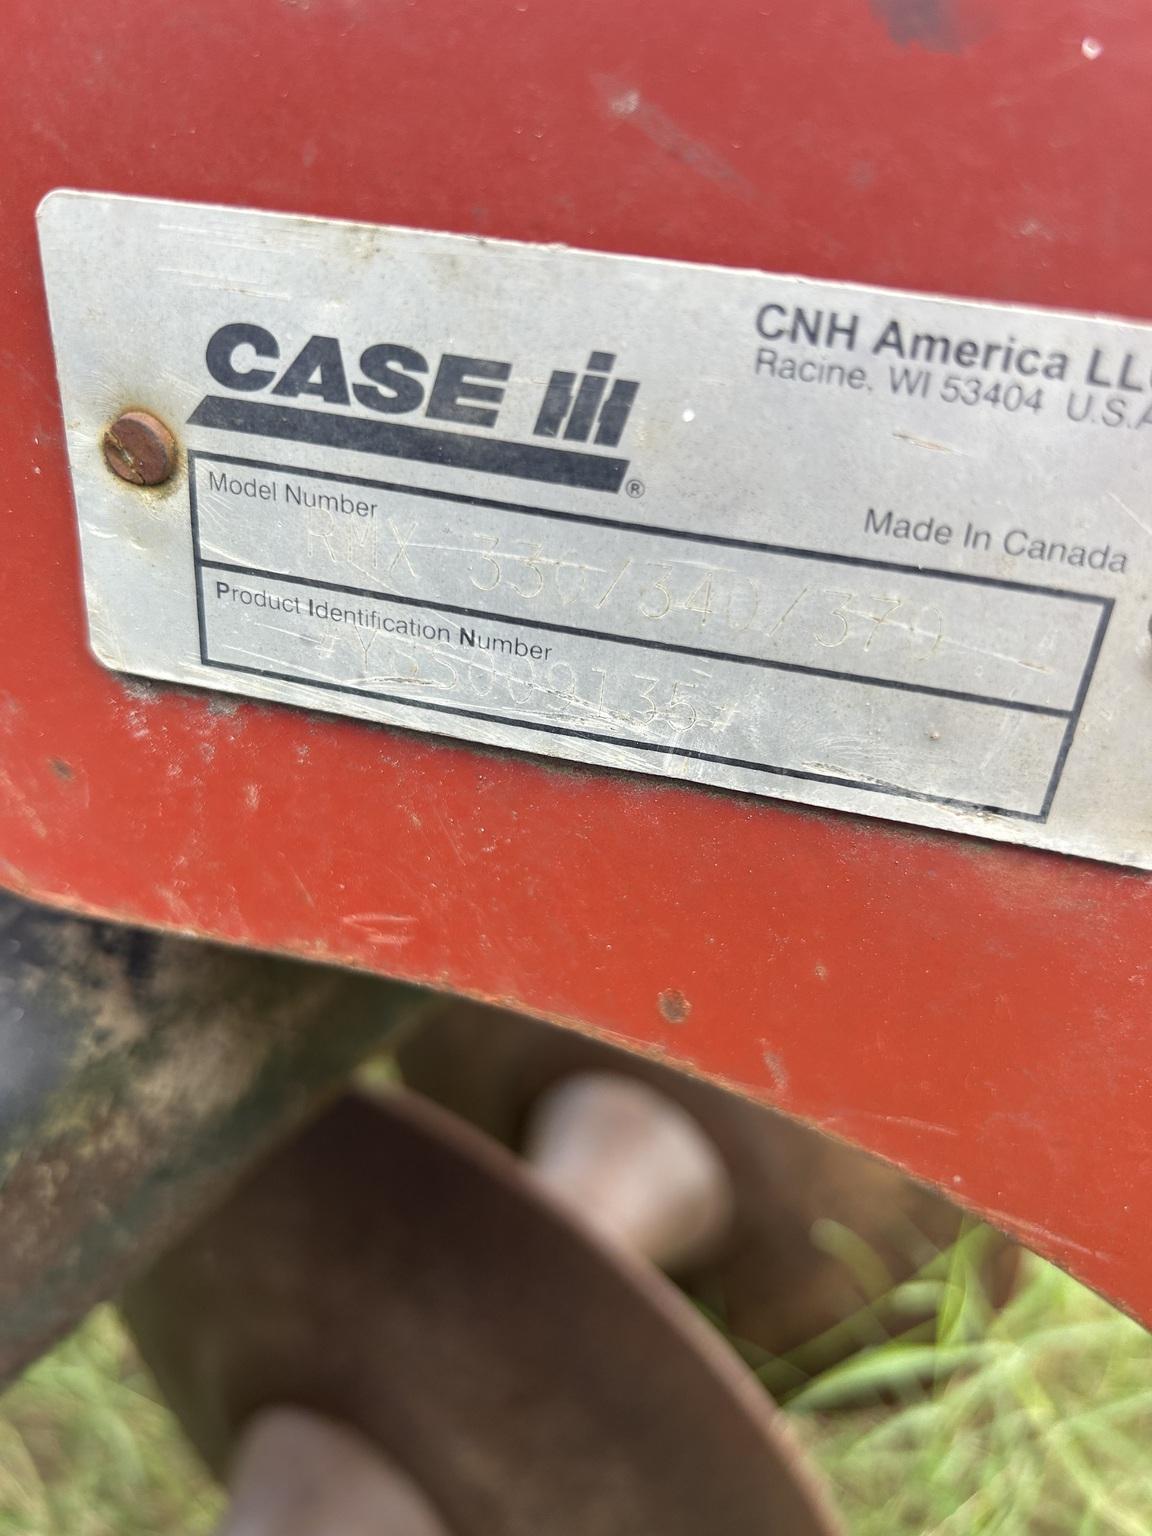 CASE IH ®
CNH America LL
Racine, WI 53404 U.S.A
Made In Canada
Model Number
RMX 330/340/370
Product Identification Number